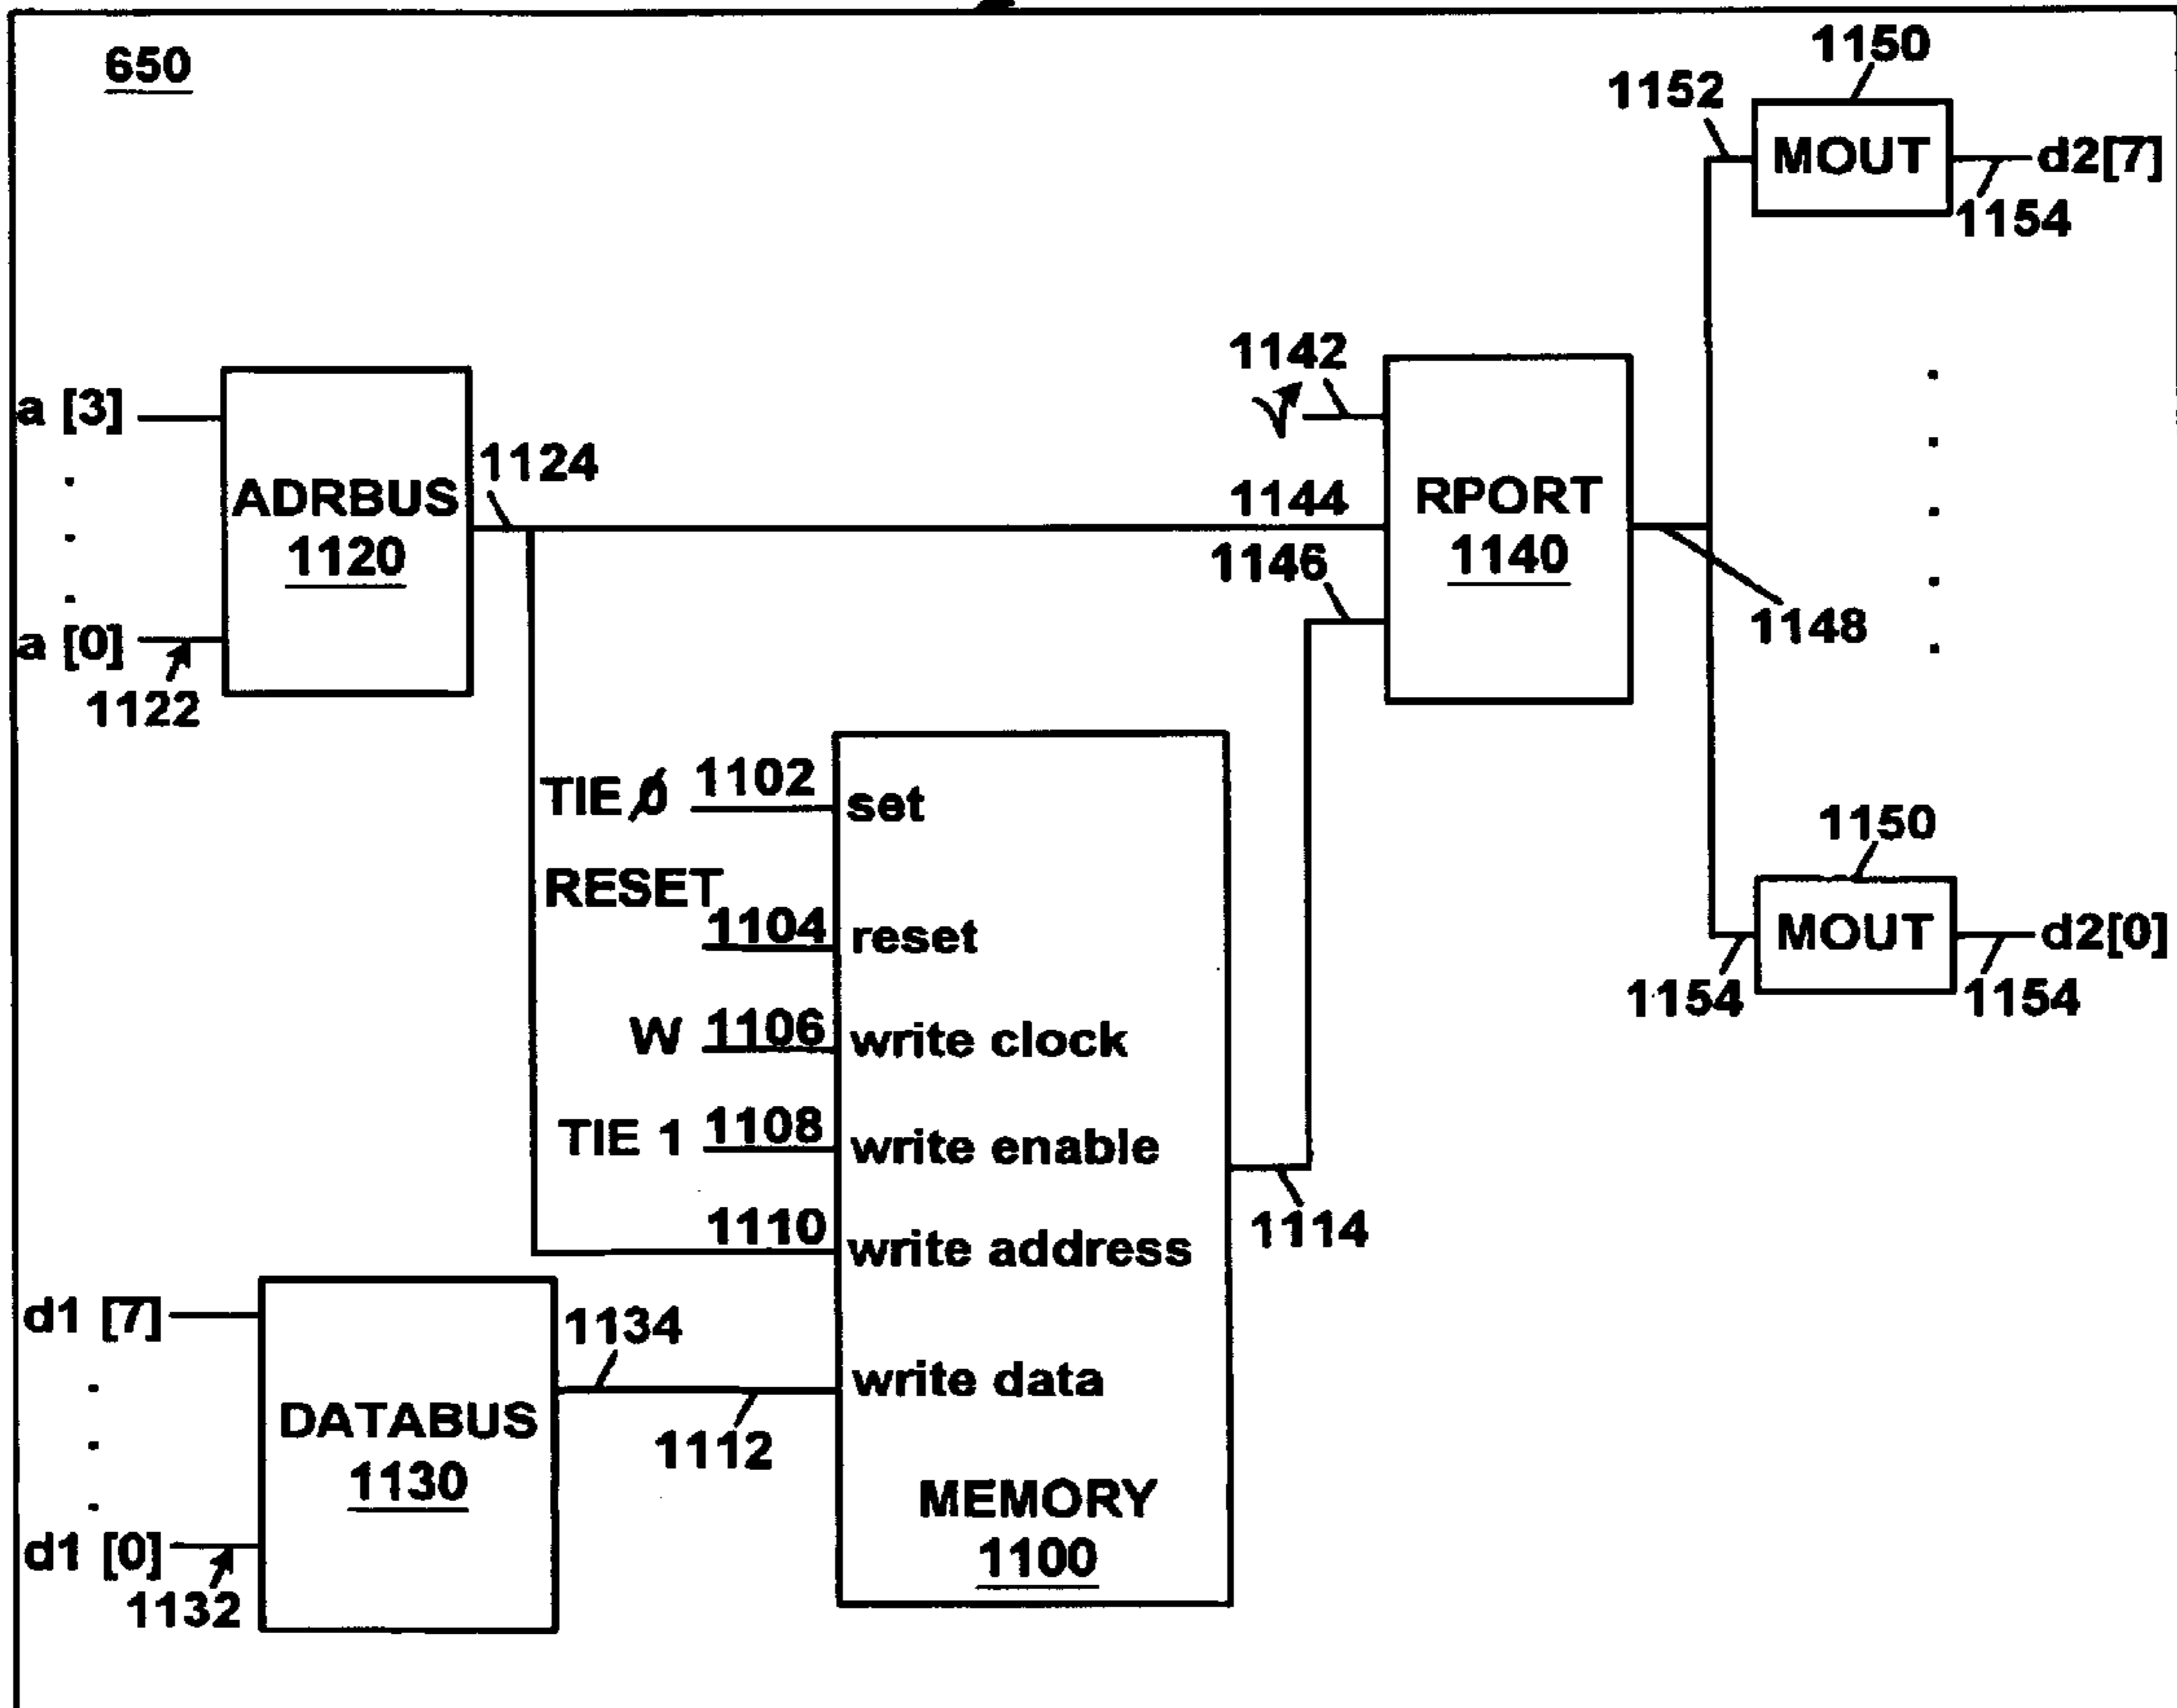 650
1150
1152
MOUT
d2[7]
1154
1142
a [3]
1124
ADRBUS
1120
1144
RPORT
1140
1146
a [0]
1122
1148
TIE 0
1102
set
RESET
1104
reset
1150
MOUT
d2[0]
1154
1154
W
1106
write clock
TIE 1
1108
write enable
1110
write address
1114
d1 [7]
1134
write data
DATABUS
1130
1112
MEMORY
1100
d1 [0]
1132